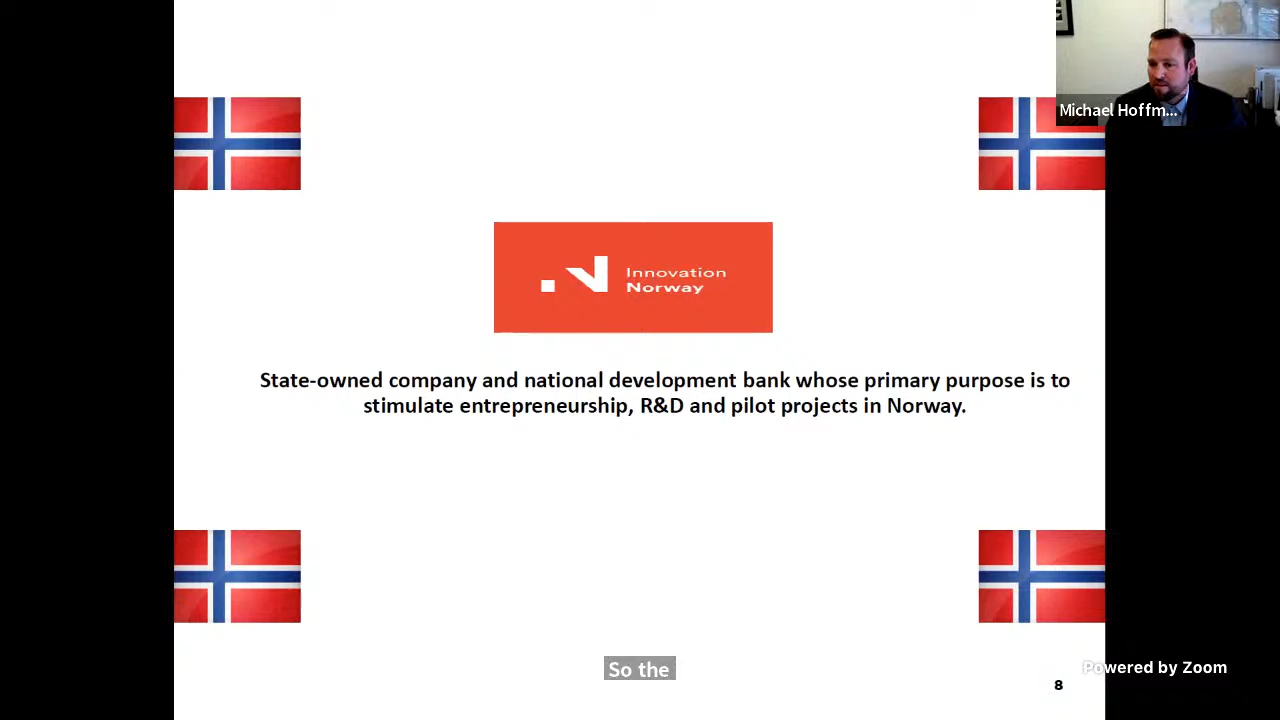 Michael Hoffm...
Innovation
Norway
State-owned company and national development bank whose primary purpose is to
stimulate entrepreneurship, R&D and pilot projects in Norway.
So the
Powered by Zoom
8